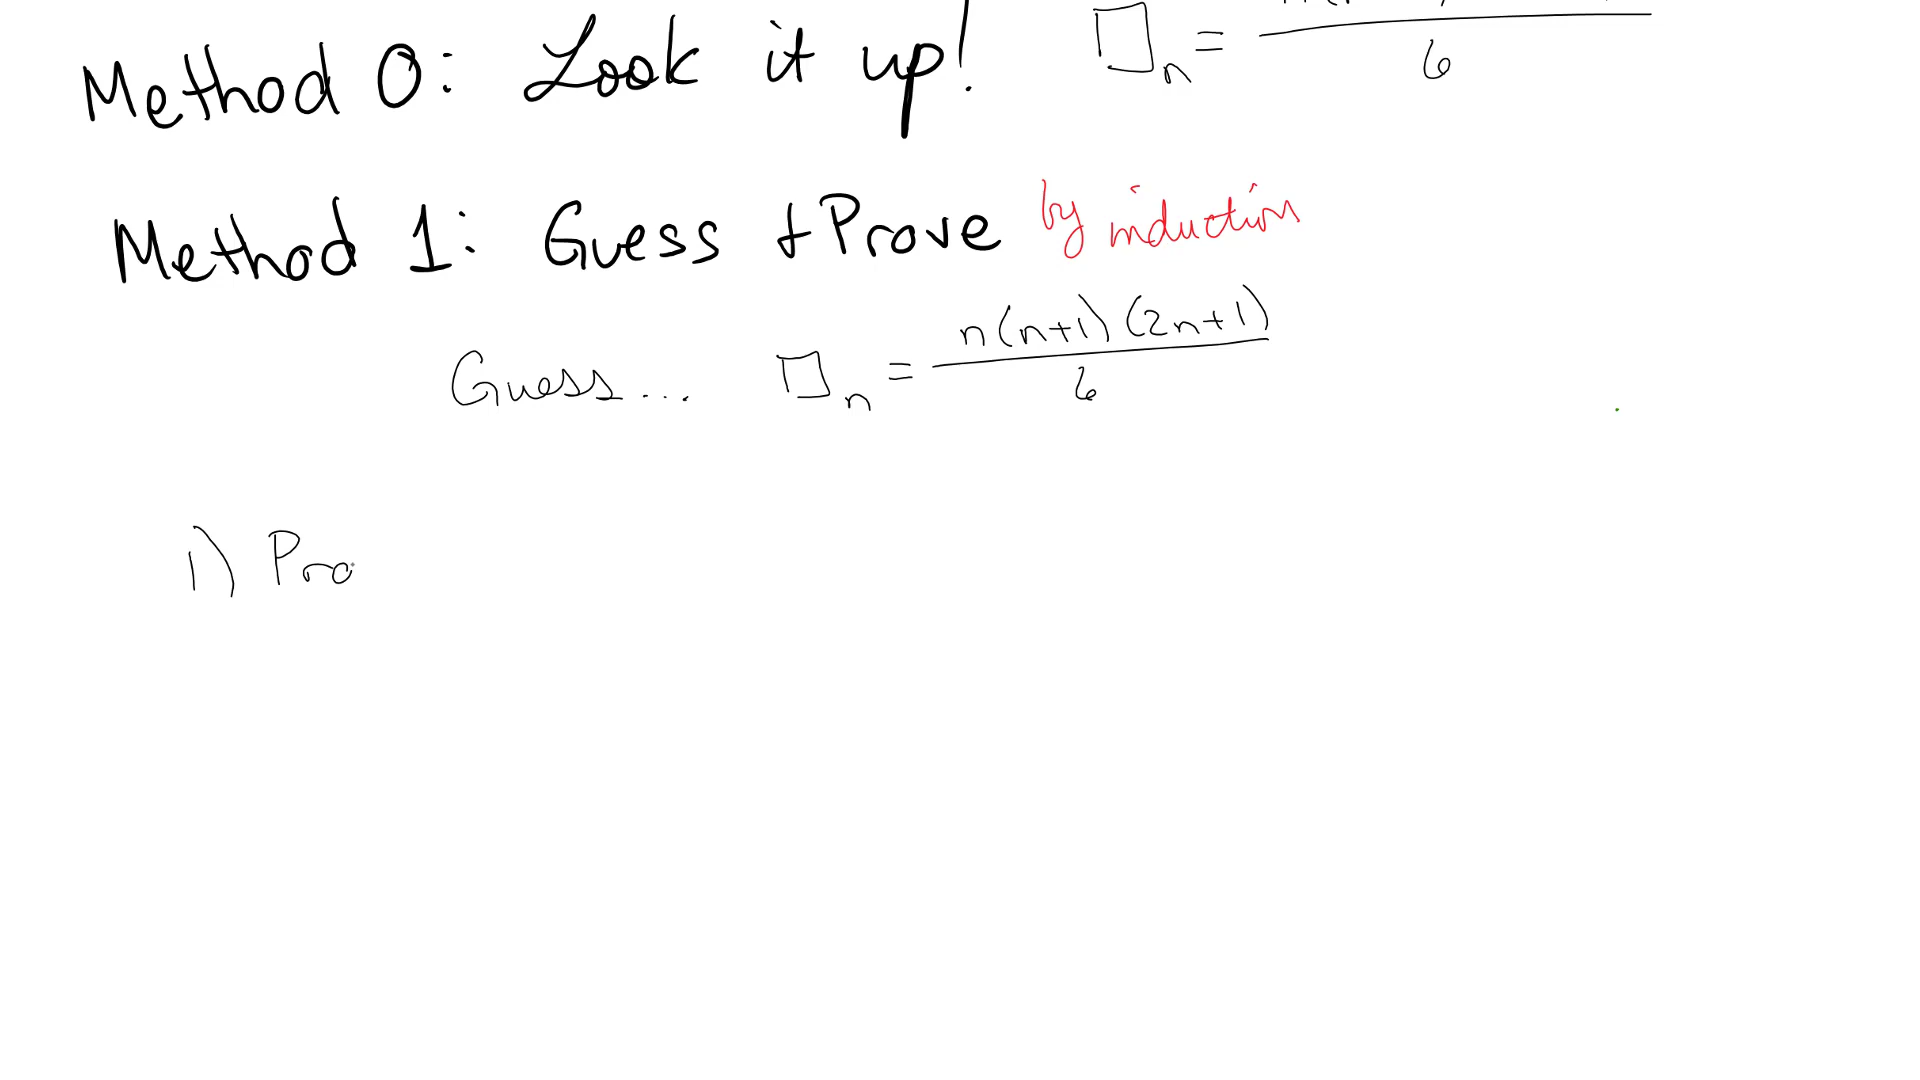 Method 0: Look it up! □n = 6
Method 1: Guess + Prove by induction
Guess... □n = n(n+1)(2n+1) / 6
1) Pro